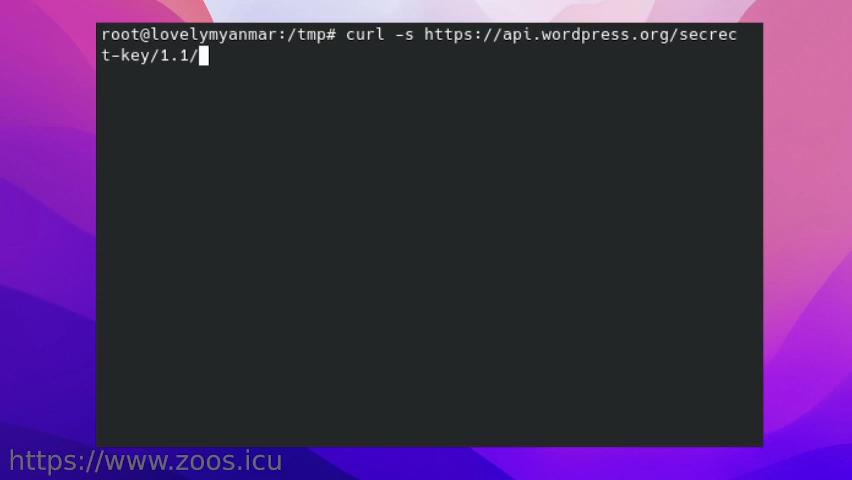 root@lovelymyanmar:/tmp# curl -s https://api.wordpress.org/secrec
t-key/1.1/
https://www.zoos.icu